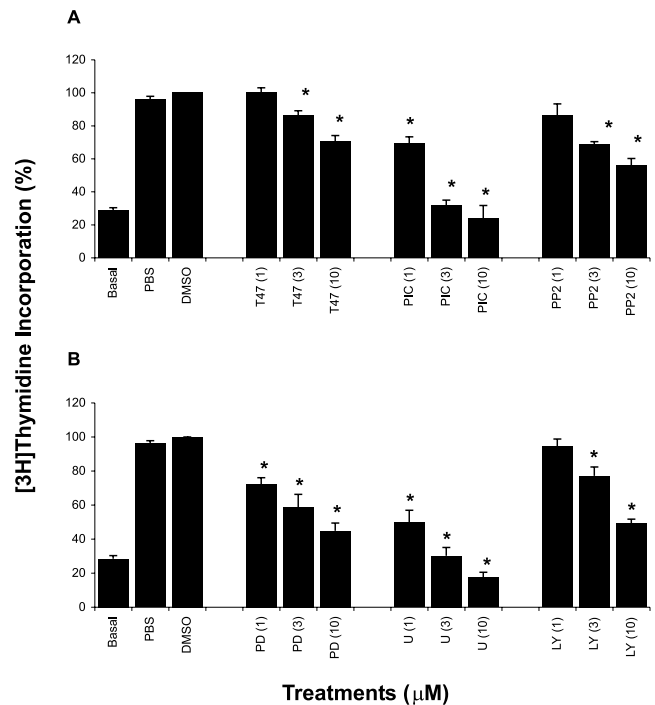 A
120
100
80
60
40
20
0
*
*
*
*
*
*
*
Basal
PBS
DMSO
T47 (1)
T47 (3)
T47 (10)
PIC (1)
PIC (3)
PIC (10)
PP2 (1)
PP2 (3)
PP2 (10)
[3H]Thymidine Incorporation (%)
B
120
100
80
60
40
20
0
*
*
*
*
*
*
*
*
Basal
PBS
DMSO
PD (1)
PD (3)
PD (10)
U (1)
U (3)
U (10)
LY (1)
LY (3)
LY (10)
Treatments (μM)